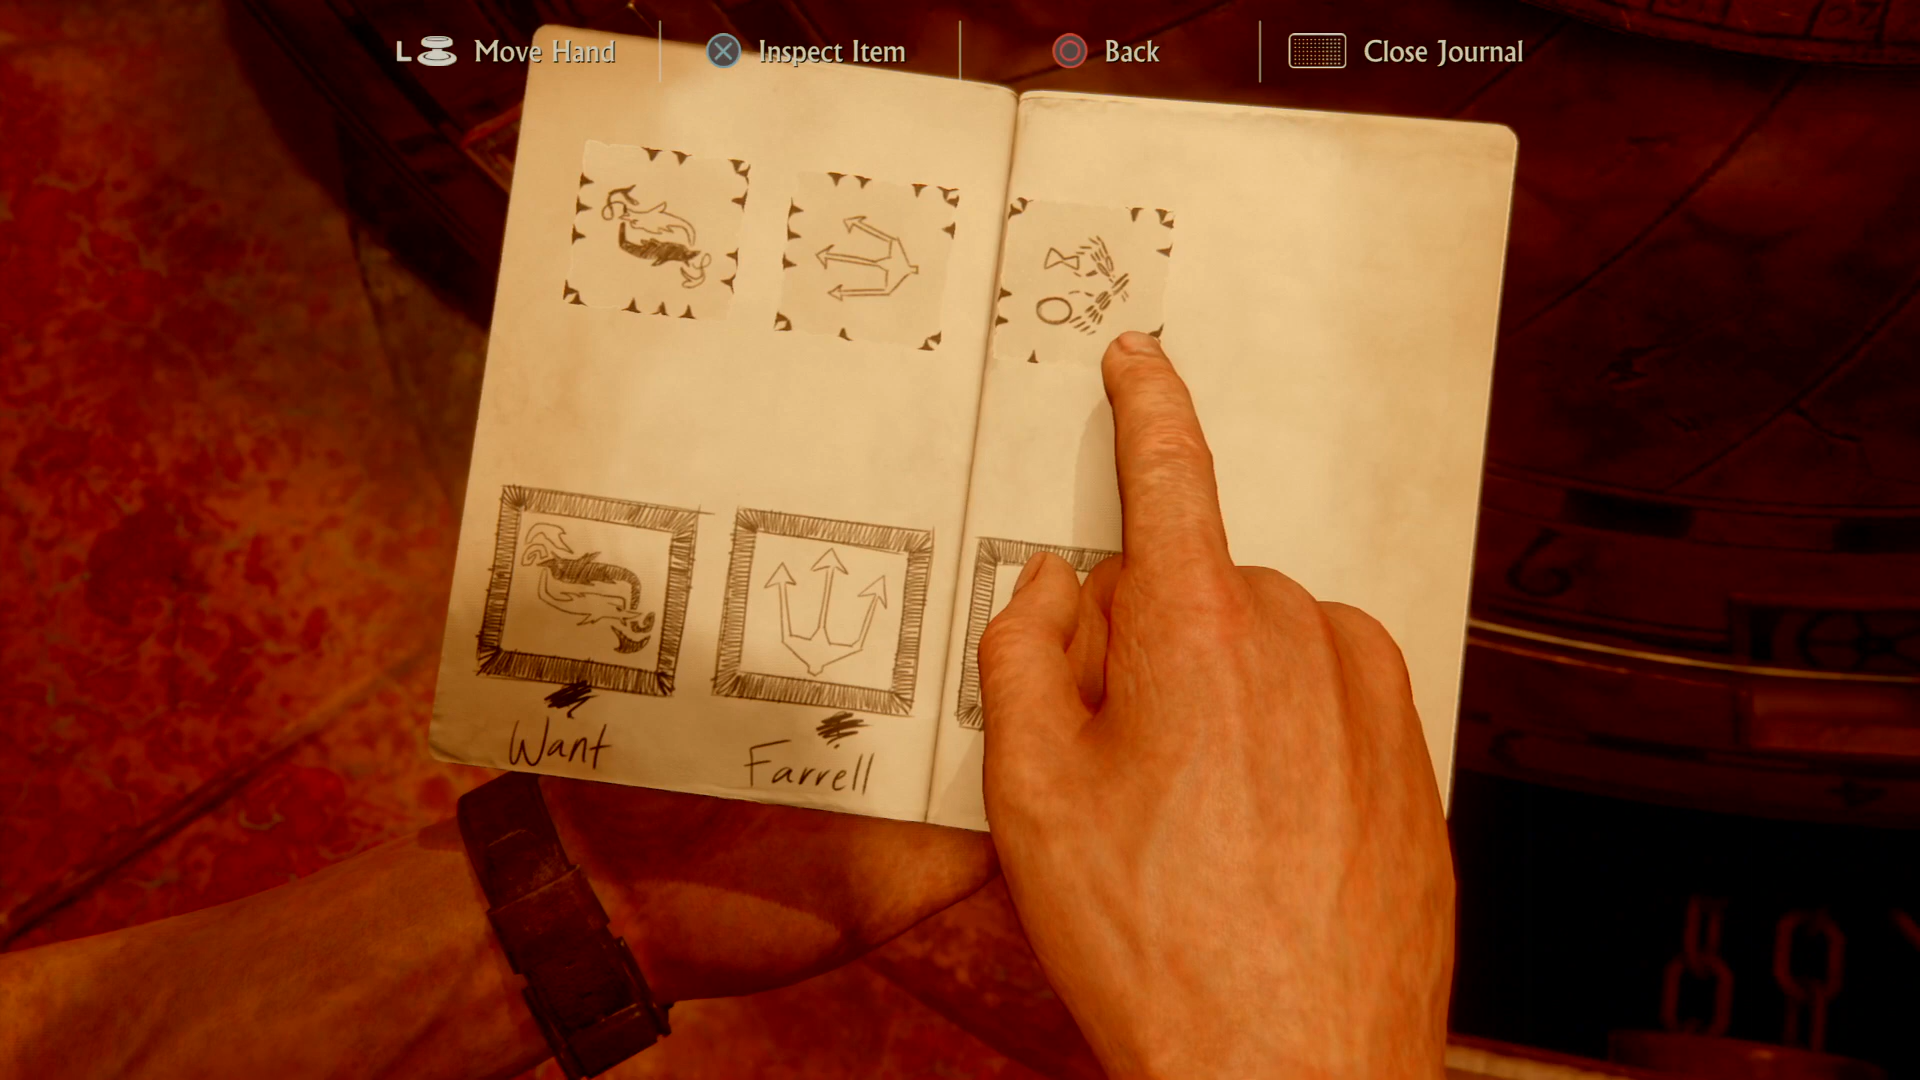 L Move Hand
Inspect Item
Back
Close Journal
Want
Farrell